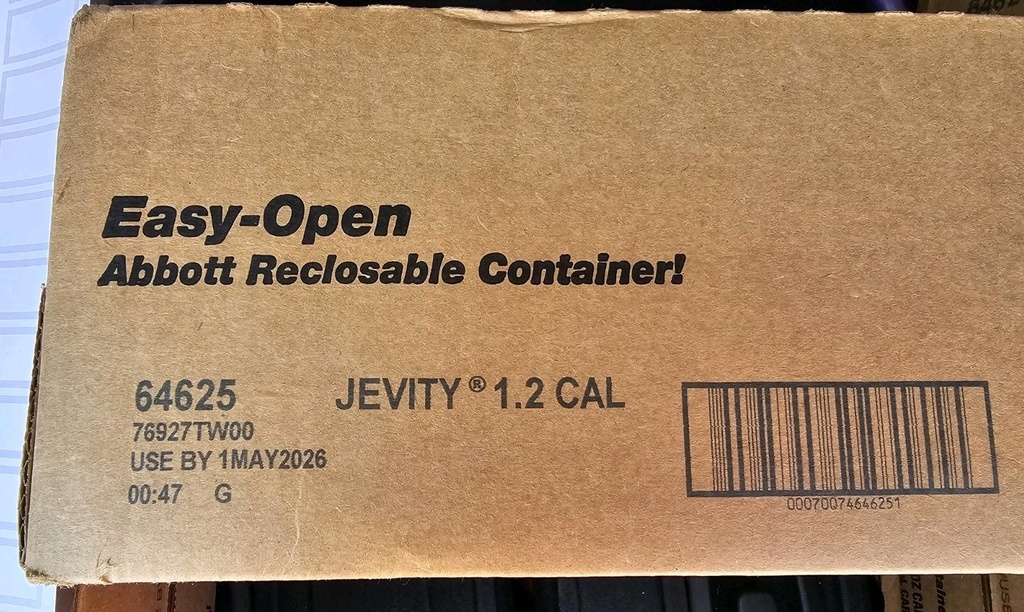 Easy-Open
Abbott Reclosable Container!
64625
JEVITY® 1.2 CAL
76927TW00
USE BY 1MAY2026
00:47 G
00070074646251